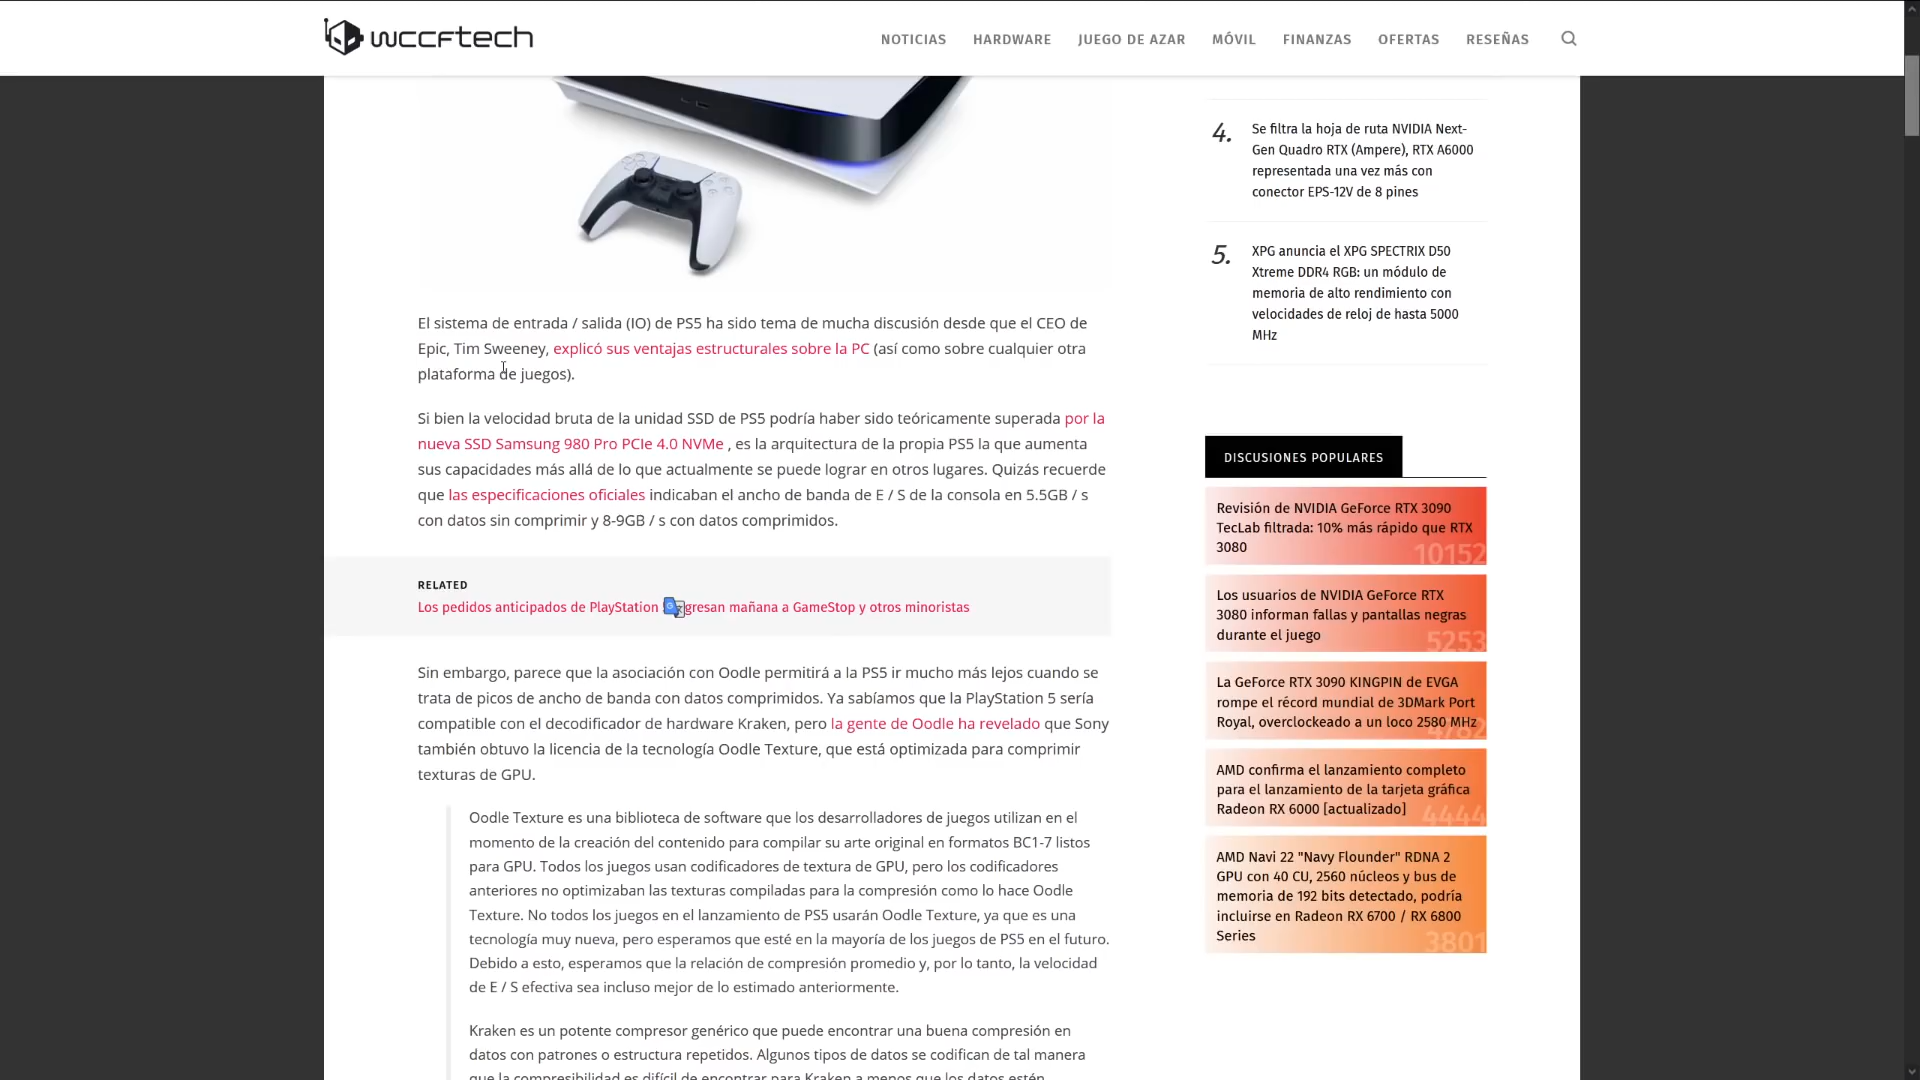 wccftech
NOTICIAS HARDWARE JUEGO DE AZAR MÓVIL FINANZAS OFERTAS RESEÑAS
El sistema de entrada / salida (IO) de PS5 ha sido tema de mucha discusión desde que el CEO de
Epic, Tim Sweeney, explicó sus ventajas estructurales sobre la PC (así como sobre cualquier otra
plataforma de juegos).
Si bien la velocidad bruta de la unidad SSD de PS5 podría haber sido teóricamente superada por la
nueva SSD Samsung 980 Pro PCIe 4.0 NVMe , es la arquitectura de la propia PS5 la que aumenta
sus capacidades más allá de lo que actualmente se puede lograr en otros lugares. Quizás recuerde
que las especificaciones oficiales indicaban el ancho de banda de E / S de la consola en 5.5GB / s
con datos sin comprimir y 8-9GB / s con datos comprimidos.
RELATED
Los pedidos anticipados de PlayStation gresan mañana a GameStop y otros minoristas
Sin embargo, parece que la asociación con Oodle permitirá a la PS5 ir mucho más lejos cuando se
trata de picos de ancho de banda con datos comprimidos. Ya sabíamos que la PlayStation 5 sería
compatible con el decodificador de hardware Kraken, pero la gente de Oodle ha revelado que Sony
también obtuvo la licencia de la tecnología Oodle Texture, que está optimizada para comprimir
texturas de GPU.
Oodle Texture es una biblioteca de software que los desarrolladores de juegos utilizan en el
momento de la creación del contenido para compilar su arte original en formatos BC1-7 listos
para GPU. Todos los juegos usan codificadores de textura de GPU, pero los codificadores
anteriores no optimizaban las texturas compiladas para la compresión como lo hace Oodle
Texture. No todos los juegos en el lanzamiento de PS5 usarán Oodle Texture, ya que es una
tecnología muy nueva, pero esperamos que esté en la mayoría de los juegos de PS5 en el futuro.
Debido a esto, esperamos que la relación de compresión promedio y, por lo tanto, la velocidad
de E / S efectiva sea incluso mejor de lo estimado anteriormente.
Kraken es un potente compresor genérico que puede encontrar una buena compresión en
datos con patrones o estructura repetidos. Algunos tipos de datos se codifican de tal manera
que la compresibilidad es difícil de encontrar para Kraken a menos que los datos estén
4.
Se filtra la hoja de ruta NVIDIA Next-
Gen Quadro RTX (Ampere), RTX A6000
representada una vez más con
conector EPS-12V de 8 pines
5.
XPG anuncia el XPG SPECTRIX D50
Xtreme DDR4 RGB: un módulo de
memoria de alto rendimiento con
velocidades de reloj de hasta 5000
MHz
DISCUSIONES POPULARES
Revisión de NVIDIA GeForce RTX 3090
TecLab filtrada: 10% más rápido que RTX
3080
10152
Los usuarios de NVIDIA GeForce RTX
3080 informan fallas y pantallas negras
durante el juego
5253
La GeForce RTX 3090 KINGPIN de EVGA
rompe el récord mundial de 3DMark Port
Royal, overclockeado a un loco 2580 MHz
4782
AMD confirma el lanzamiento completo
para el lanzamiento de la tarjeta gráfica
Radeon RX 6000 [actualizado]
4444
AMD Navi 22 "Navy Flounder" RDNA 2
GPU con 40 CU, 2560 núcleos y bus de
memoria de 192 bits detectado, podría
incluirse en Radeon RX 6700 / RX 6800
Series
3801